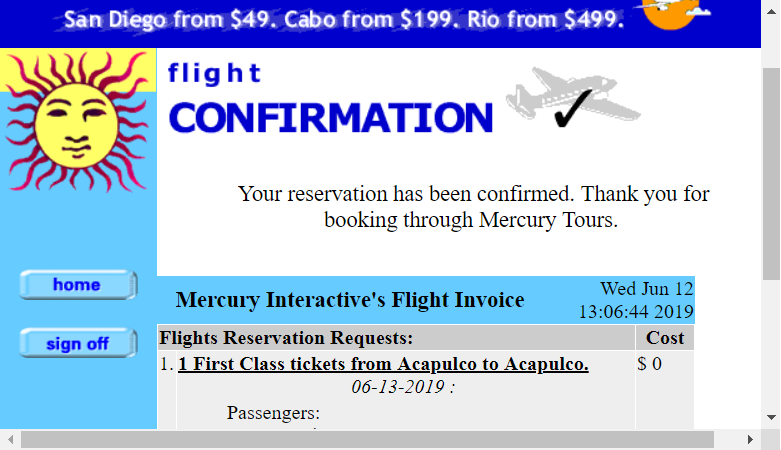 San Diego from $49. Cabo from $199. Rio from $499.
flight
CONFIRMATION
Your reservation has been confirmed. Thank you for
booking through Mercury Tours.
home
sign off
Mercury Interactive's Flight Invoice
Wed Jun 12
13:06:44 2019
Flights Reservation Requests: Cost
1. 1 First Class tickets from Acapulco to Acapulco. $ 0
06-13-2019 :
Passengers: